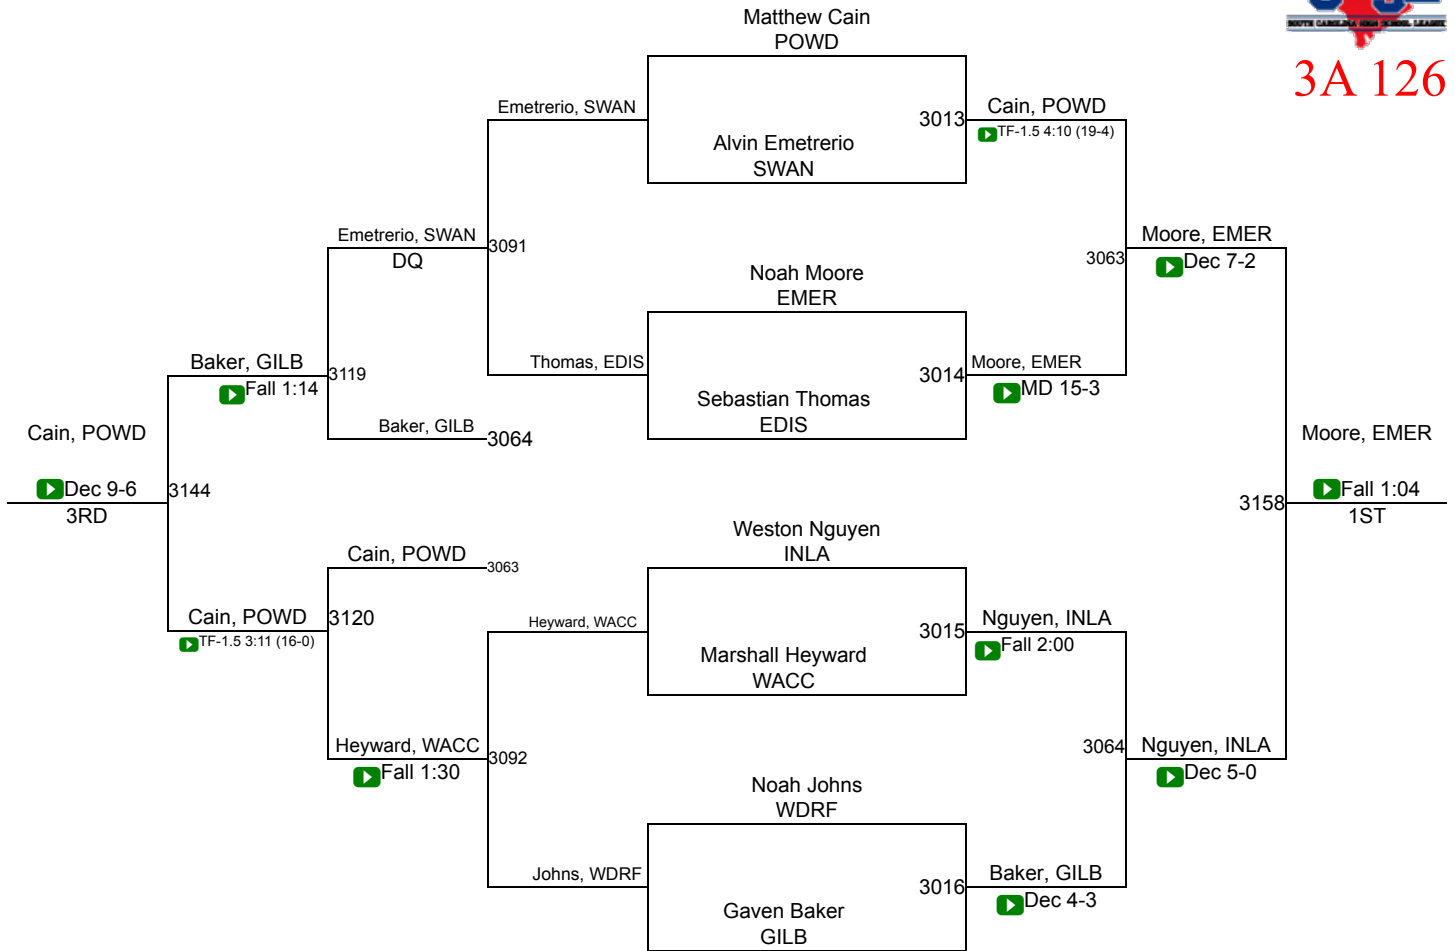 Matthew Cain
POWD
SOUTH CAROLINA HIGH SCHOOL LEAGUE
3A 126
Emetrerio, SWAN
3013
Cain, POWD
TF-1.5 4:10 (19-4)
Alvin Emetrerio
SWAN
Emetrerio, SWAN
DQ
3091
Noah Moore
EMER
3063
Moore, EMER
Dec 7-2
Baker, GILB
Fall 1:14
3119
Thomas, EDIS
3014
Moore, EMER
MD 15-3
Sebastian Thomas
EDIS
Baker, GILB
3064
Cain, POWD
Dec 9-6
3RD
3144
Moore, EMER
3158
Fall 1:04
1ST
Weston Nguyen
INLA
Cain, POWD
3063
Cain, POWD
TF-1.5 3:11 (16-0)
3120
Heyward, WACC
3015
Nguyen, INLA
Fall 2:00
Marshall Heyward
WACC
Heyward, WACC
Fall 1:30
3092
3064
Nguyen, INLA
Dec 5-0
Noah Johns
WDRF
Johns, WDRF
3016
Baker, GILB
Dec 4-3
Gaven Baker
GILB